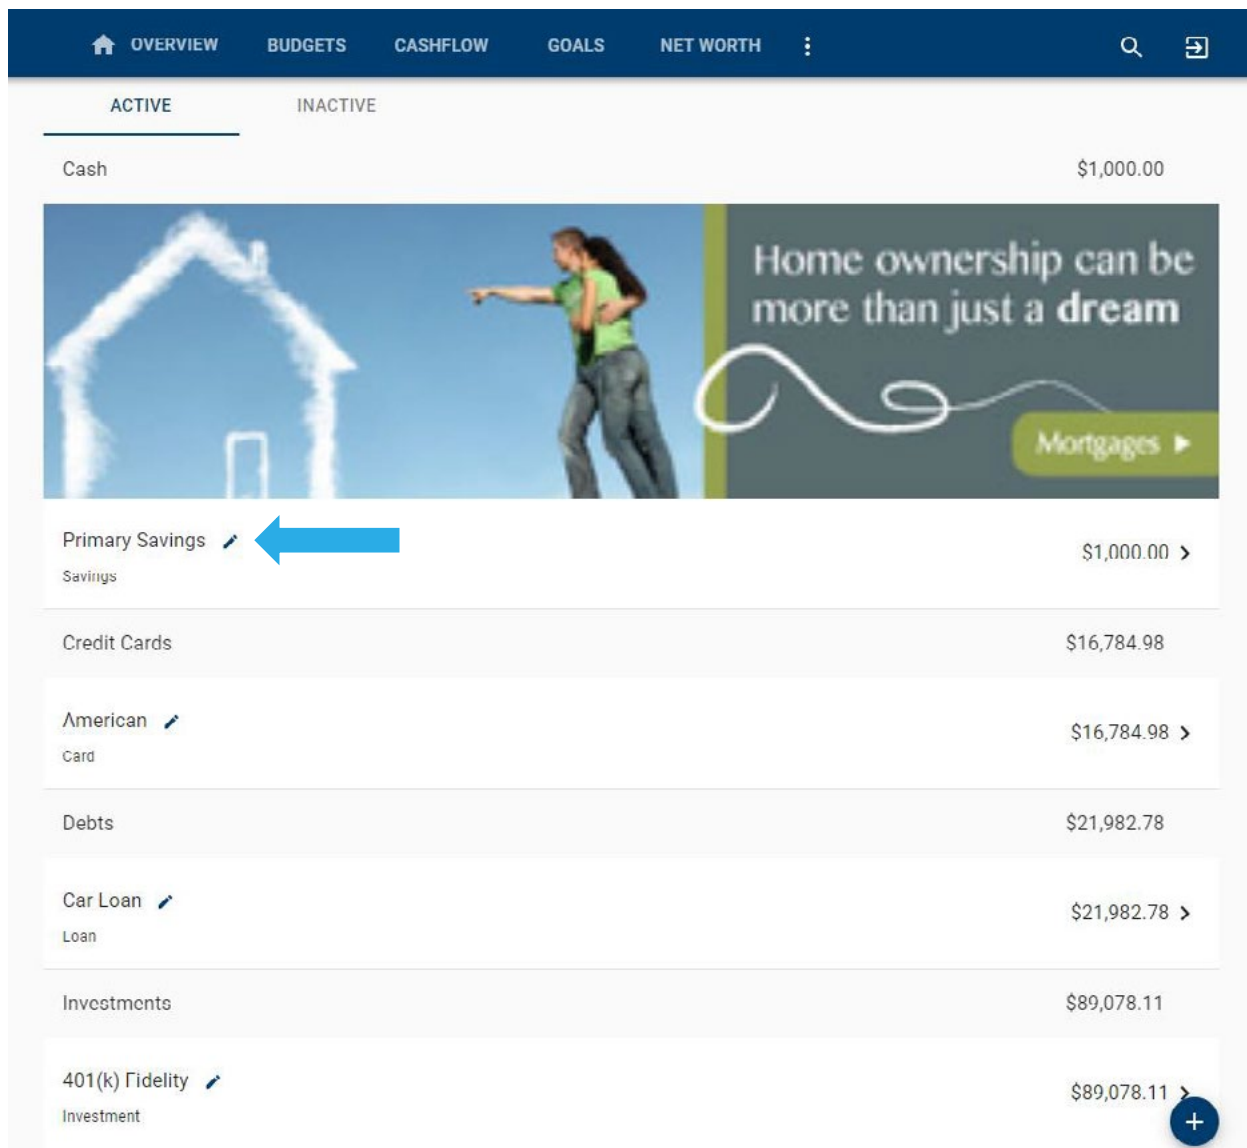 OVERVIEW BUDGETS CASHFLOW GOALS NET WORTH
ACTIVE INACTIVE
Cash $1,000.00
Home ownership can be
more than just a dream
Mortgages
Primary Savings
$1,000.00
Savings
Credit Cards $16,784.98
American
$16,784.98
Card
Debts $21,982.78
Car Loan
$21,982.78
Loan
Investments $89,078.11
401(k) Fidelity
$89,078.11
Investment